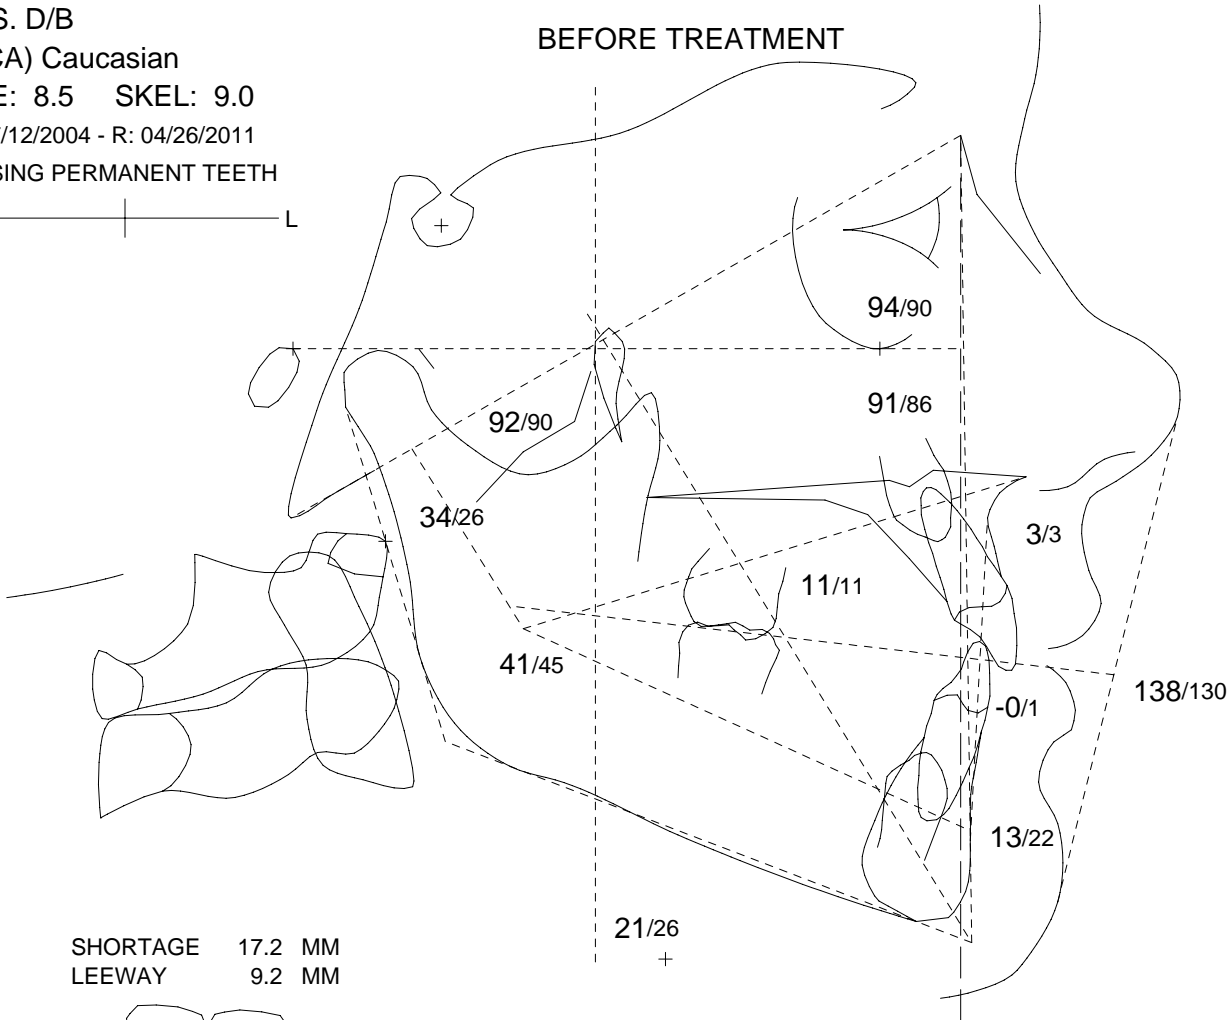 S. D/B
BEFORE TREATMENT
CA) Caucasian
E: 8.5 SKEL: 9.0
/12/2004 - R: 04/26/2011
SING PERMANENT TEETH
L
94/90
91/86
92/90
34/26
3/3
11/11
41/45
138/130
-0/1
13/22
21/26
SHORTAGE 17.2 MM
LEEWAY 9.2 MM